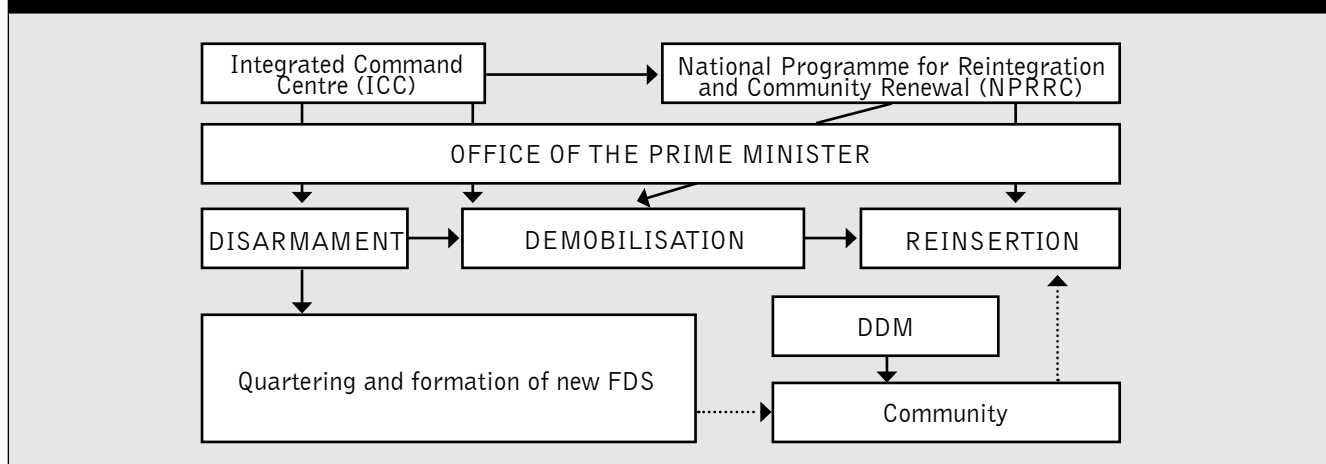 Integrated Command
Centre (ICC)
National Programme for Reintegration
and Community Renewal (NPRRC)
OFFICE OF THE PRIME MINISTER
DISARMAMENT
DEMOBILISATION
REINSERTION
DDM
Quartering and formation of new FDS
Community